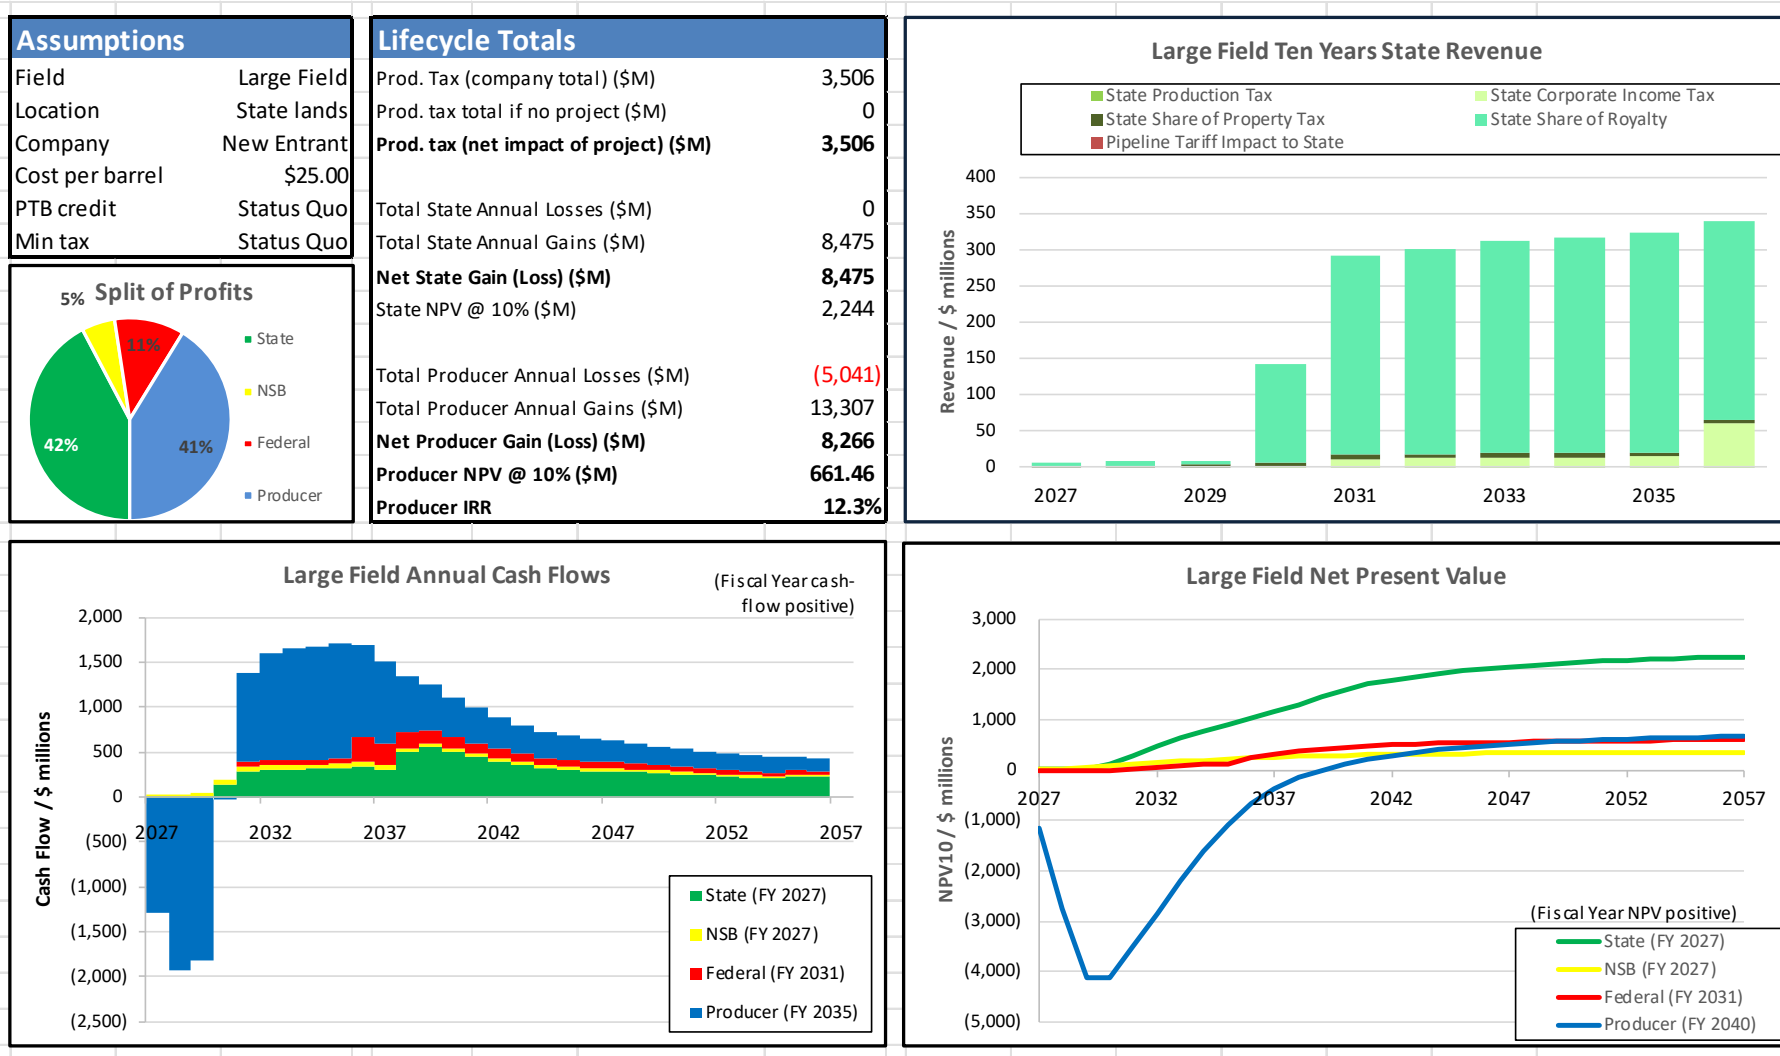 Assumptions
Field Large Field
Location State lands
Company New Entrant
Cost per barrel $25.00
PTB credit Status Quo
Min tax Status Quo
Split of Profits
5%
11%
42%
41%
State
NSB
Federal
Producer
Lifecycle Totals
Prod. Tax (company total) ($M) 3,506
Prod. tax total if no project ($M) 0
Prod. tax (net impact of project) ($M) 3,506
Total State Annual Losses ($M) 0
Total State Annual Gains ($M) 8,475
Net State Gain (Loss) ($M) 8,475
State NPV @ 10% ($M) 2,244
Total Producer Annual Losses ($M) (5,041)
Total Producer Annual Gains ($M) 13,307
Net Producer Gain (Loss) ($M) 8,266
Producer NPV @ 10% ($M) 661.46
Producer IRR 12.3%
Large Field Ten Years State Revenue
State Production Tax State Corporate Income Tax
State Share of Property Tax State Share of Royalty
Pipeline Tariff Impact to State
Revenue / $ millions
400
350
300
250
200
150
100
50
0
2027 2029 2031 2033 2035
Large Field Annual Cash Flows
(Fiscal Year cash-
flow positive)
Cash Flow / $ millions
2,000
1,500
1,000
500
0
(500)
(1,000)
(1,500)
(2,000)
(2,500)
2027 2032 2037 2042 2047 2052 2057
State (FY 2027)
NSB (FY 2027)
Federal (FY 2031)
Producer (FY 2035)
Large Field Net Present Value
NPV10 / $ millions
3,000
2,000
1,000
0
(1,000)
(2,000)
(3,000)
(4,000)
(5,000)
2027 2032 2037 2042 2047 2052 2057
(Fiscal Year NPV positive)
State (FY 2027)
NSB (FY 2027)
Federal (FY 2031)
Producer (FY 2040)